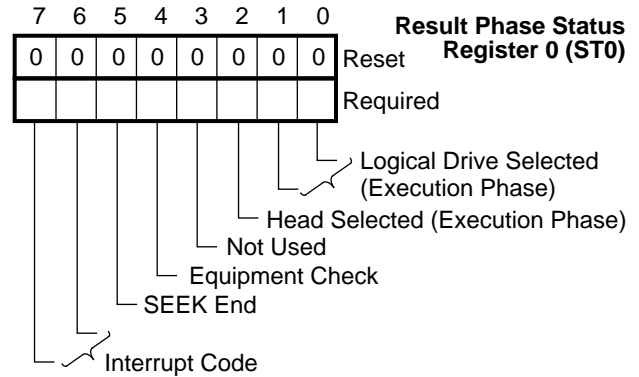 7 6 5 4 3 2 1 0
Result Phase Status
Register 0 (ST0)
0 0 0 0 0 0 0 0 Reset
Required
Logical Drive Selected
(Execution Phase)
Head Selected (Execution Phase)
Not Used
Equipment Check
SEEK End
Interrupt Code